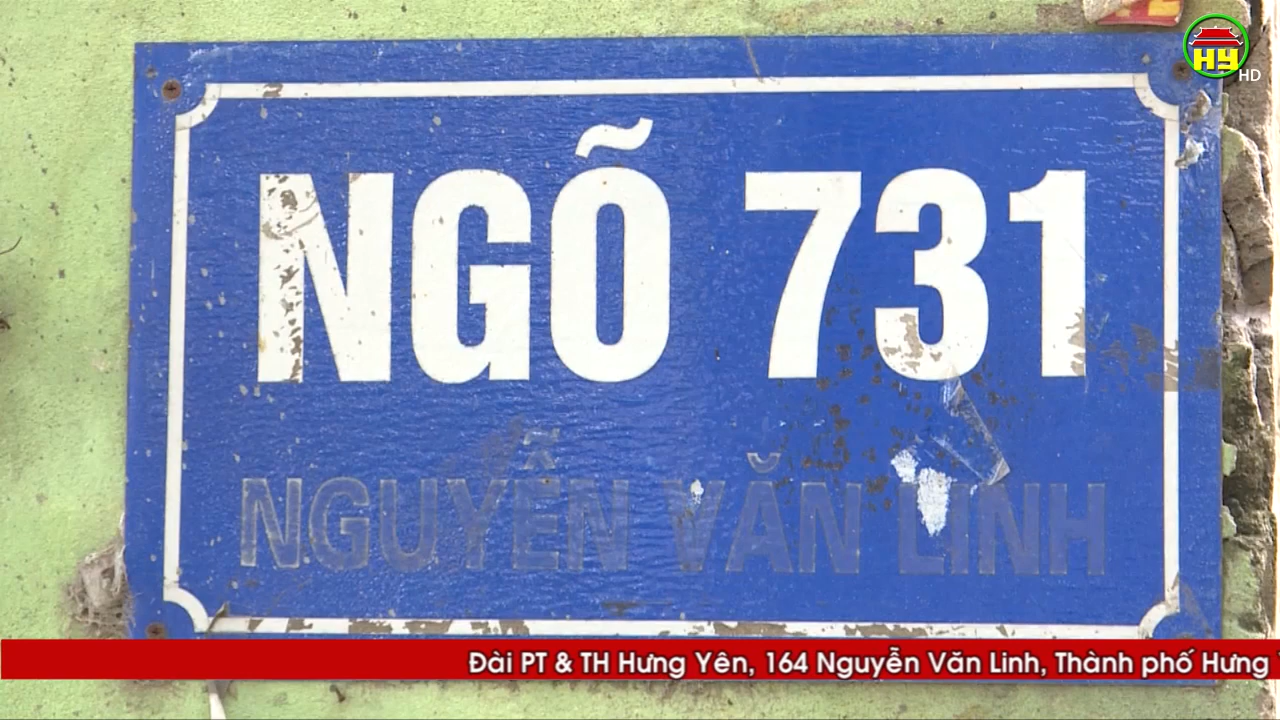 HY
HD
NGÕ 731
NGUYỄN VĂN LINH
Đài PT & TH Hưng Yên, 164 Nguyễn Văn Linh, Thành phố Hưng